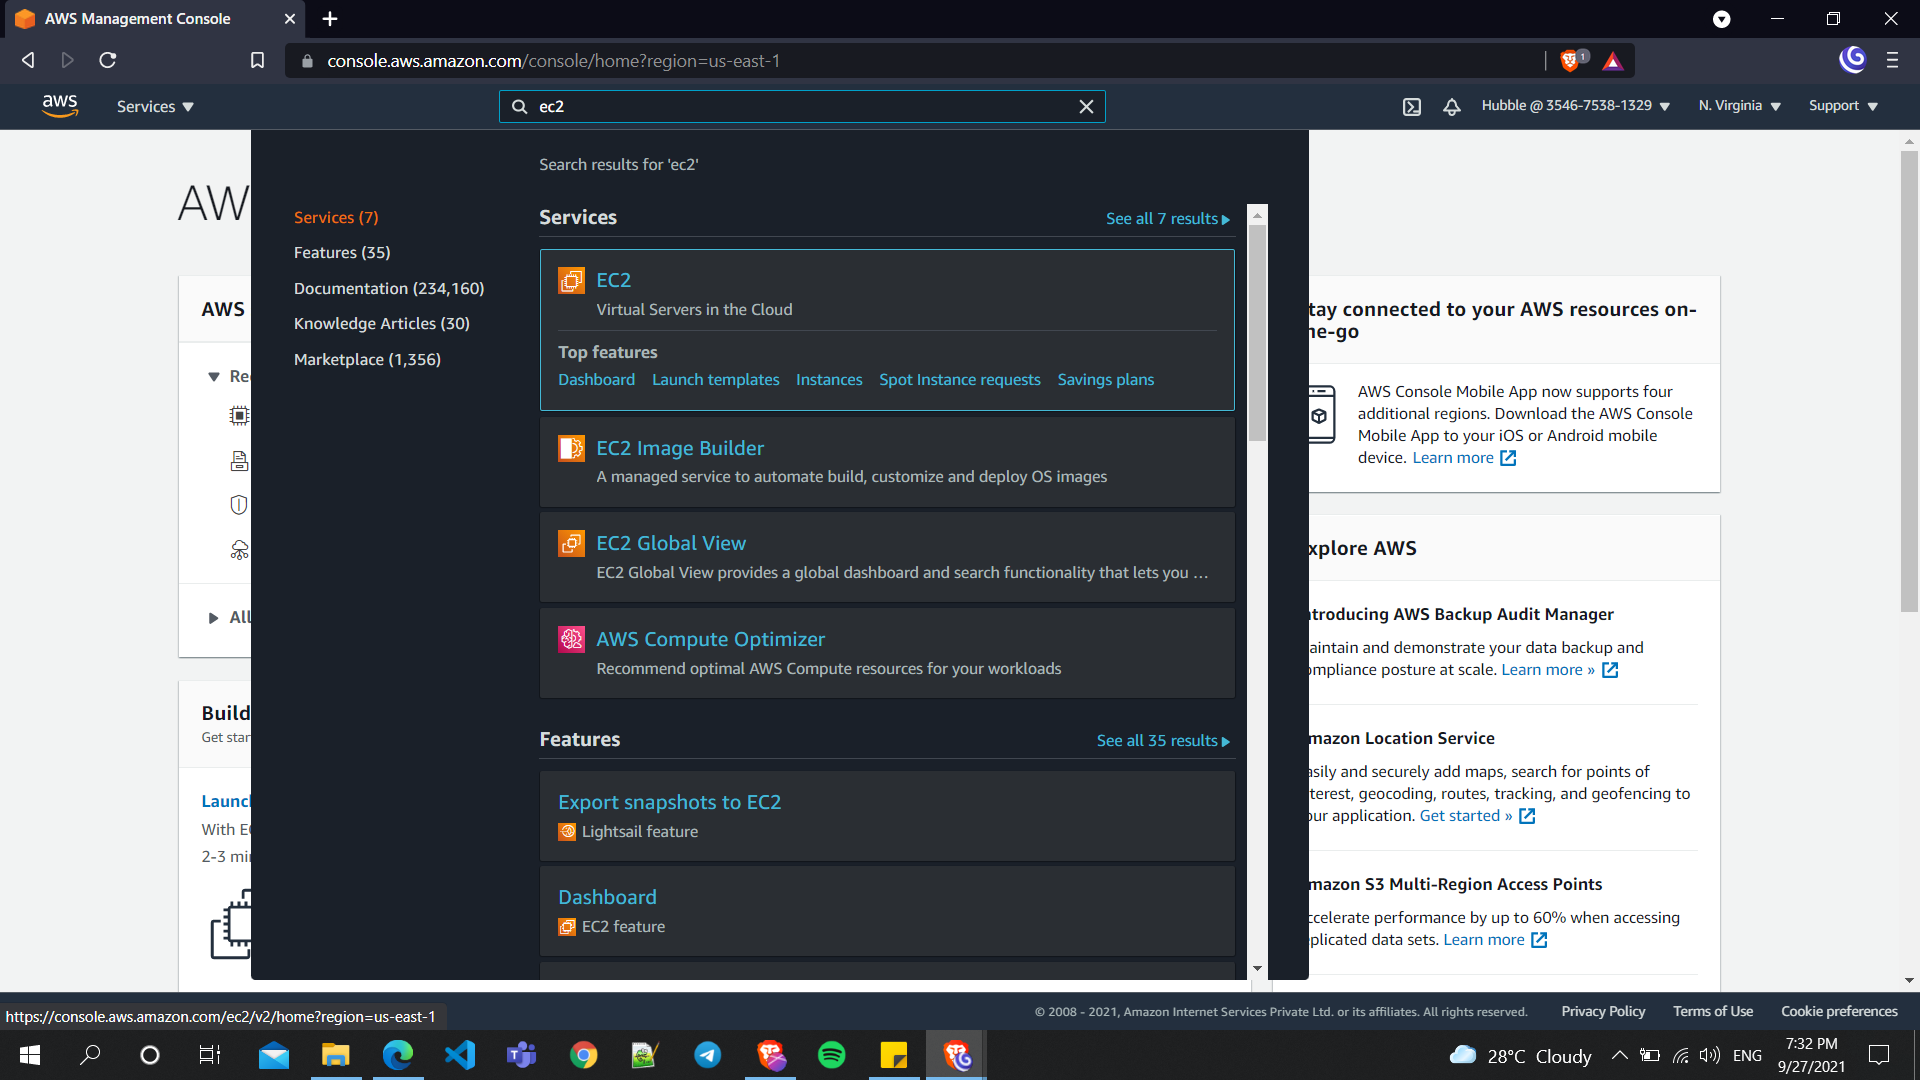 AWS Management Console
console.aws.amazon.com/console/home?region=us-east-1
1
aws
Services
ec2
Hubble @ 3546-7538-1329
N. Virginia
Support
AW
AWS
Rec
All
Build
Get star
Launch
With EC
2-3 min
Search results for 'ec2'
Services (7)
Features (35)
Documentation (234,160)
Knowledge Articles (30)
Marketplace (1,356)
Services
See all 7 results
EC2
Virtual Servers in the Cloud
Top features
Dashboard Launch templates Instances Spot Instance requests Savings plans
EC2 Image Builder
A managed service to automate build, customize and deploy OS images
EC2 Global View
EC2 Global View provides a global dashboard and search functionality that lets you …
AWS Compute Optimizer
Recommend optimal AWS Compute resources for your workloads
Features
See all 35 results
Export snapshots to EC2
Lightsail feature
Dashboard
EC2 feature
tay connected to your AWS resources on-
he-go
AWS Console Mobile App now supports four
additional regions. Download the AWS Console
Mobile App to your iOS or Android mobile
device. Learn more
xplore AWS
ntroducing AWS Backup Audit Manager
aintain and demonstrate your data backup and
ompliance posture at scale. Learn more »
mazon Location Service
asily and securely add maps, search for points of
terest, geocoding, routes, tracking, and geofencing to
our application. Get started »
mazon S3 Multi-Region Access Points
ccelerate performance by up to 60% when accessing
plicated data sets. Learn more
https://console.aws.amazon.com/ec2/v2/home?region=us-east-1
© 2008 - 2021, Amazon Internet Services Private Ltd. or its affiliates. All rights reserved.
Privacy Policy
Terms of Use
Cookie preferences
28°C Cloudy
ENG
7:32 PM
9/27/2021